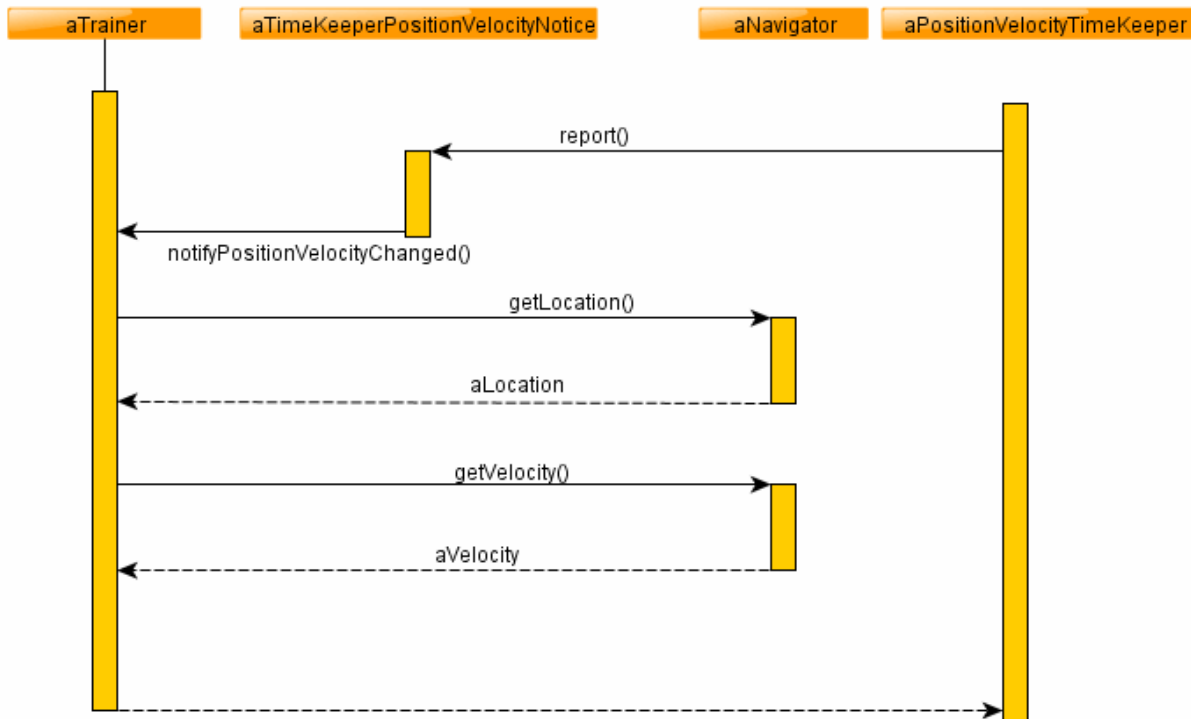 aTrainer
aTimeKeeperPositionVelocityNotice
aNavigator
aPositionVelocityTimeKeeper
report()
notifyPositionVelocityChanged()
getLocation()
aLocation
getVelocity()
aVelocity